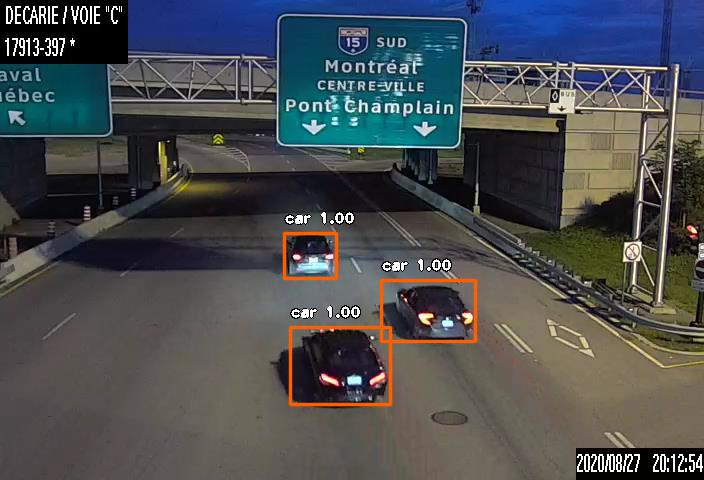 DECARIE / VOIE "C"
17913-397 *
aval
ébec
15 SUD
Montréal
CENTRE-VILLE
Pont Champlain
BUS
car 1.00
car 1.00
car 1.00
2020/08/27 20:12:54